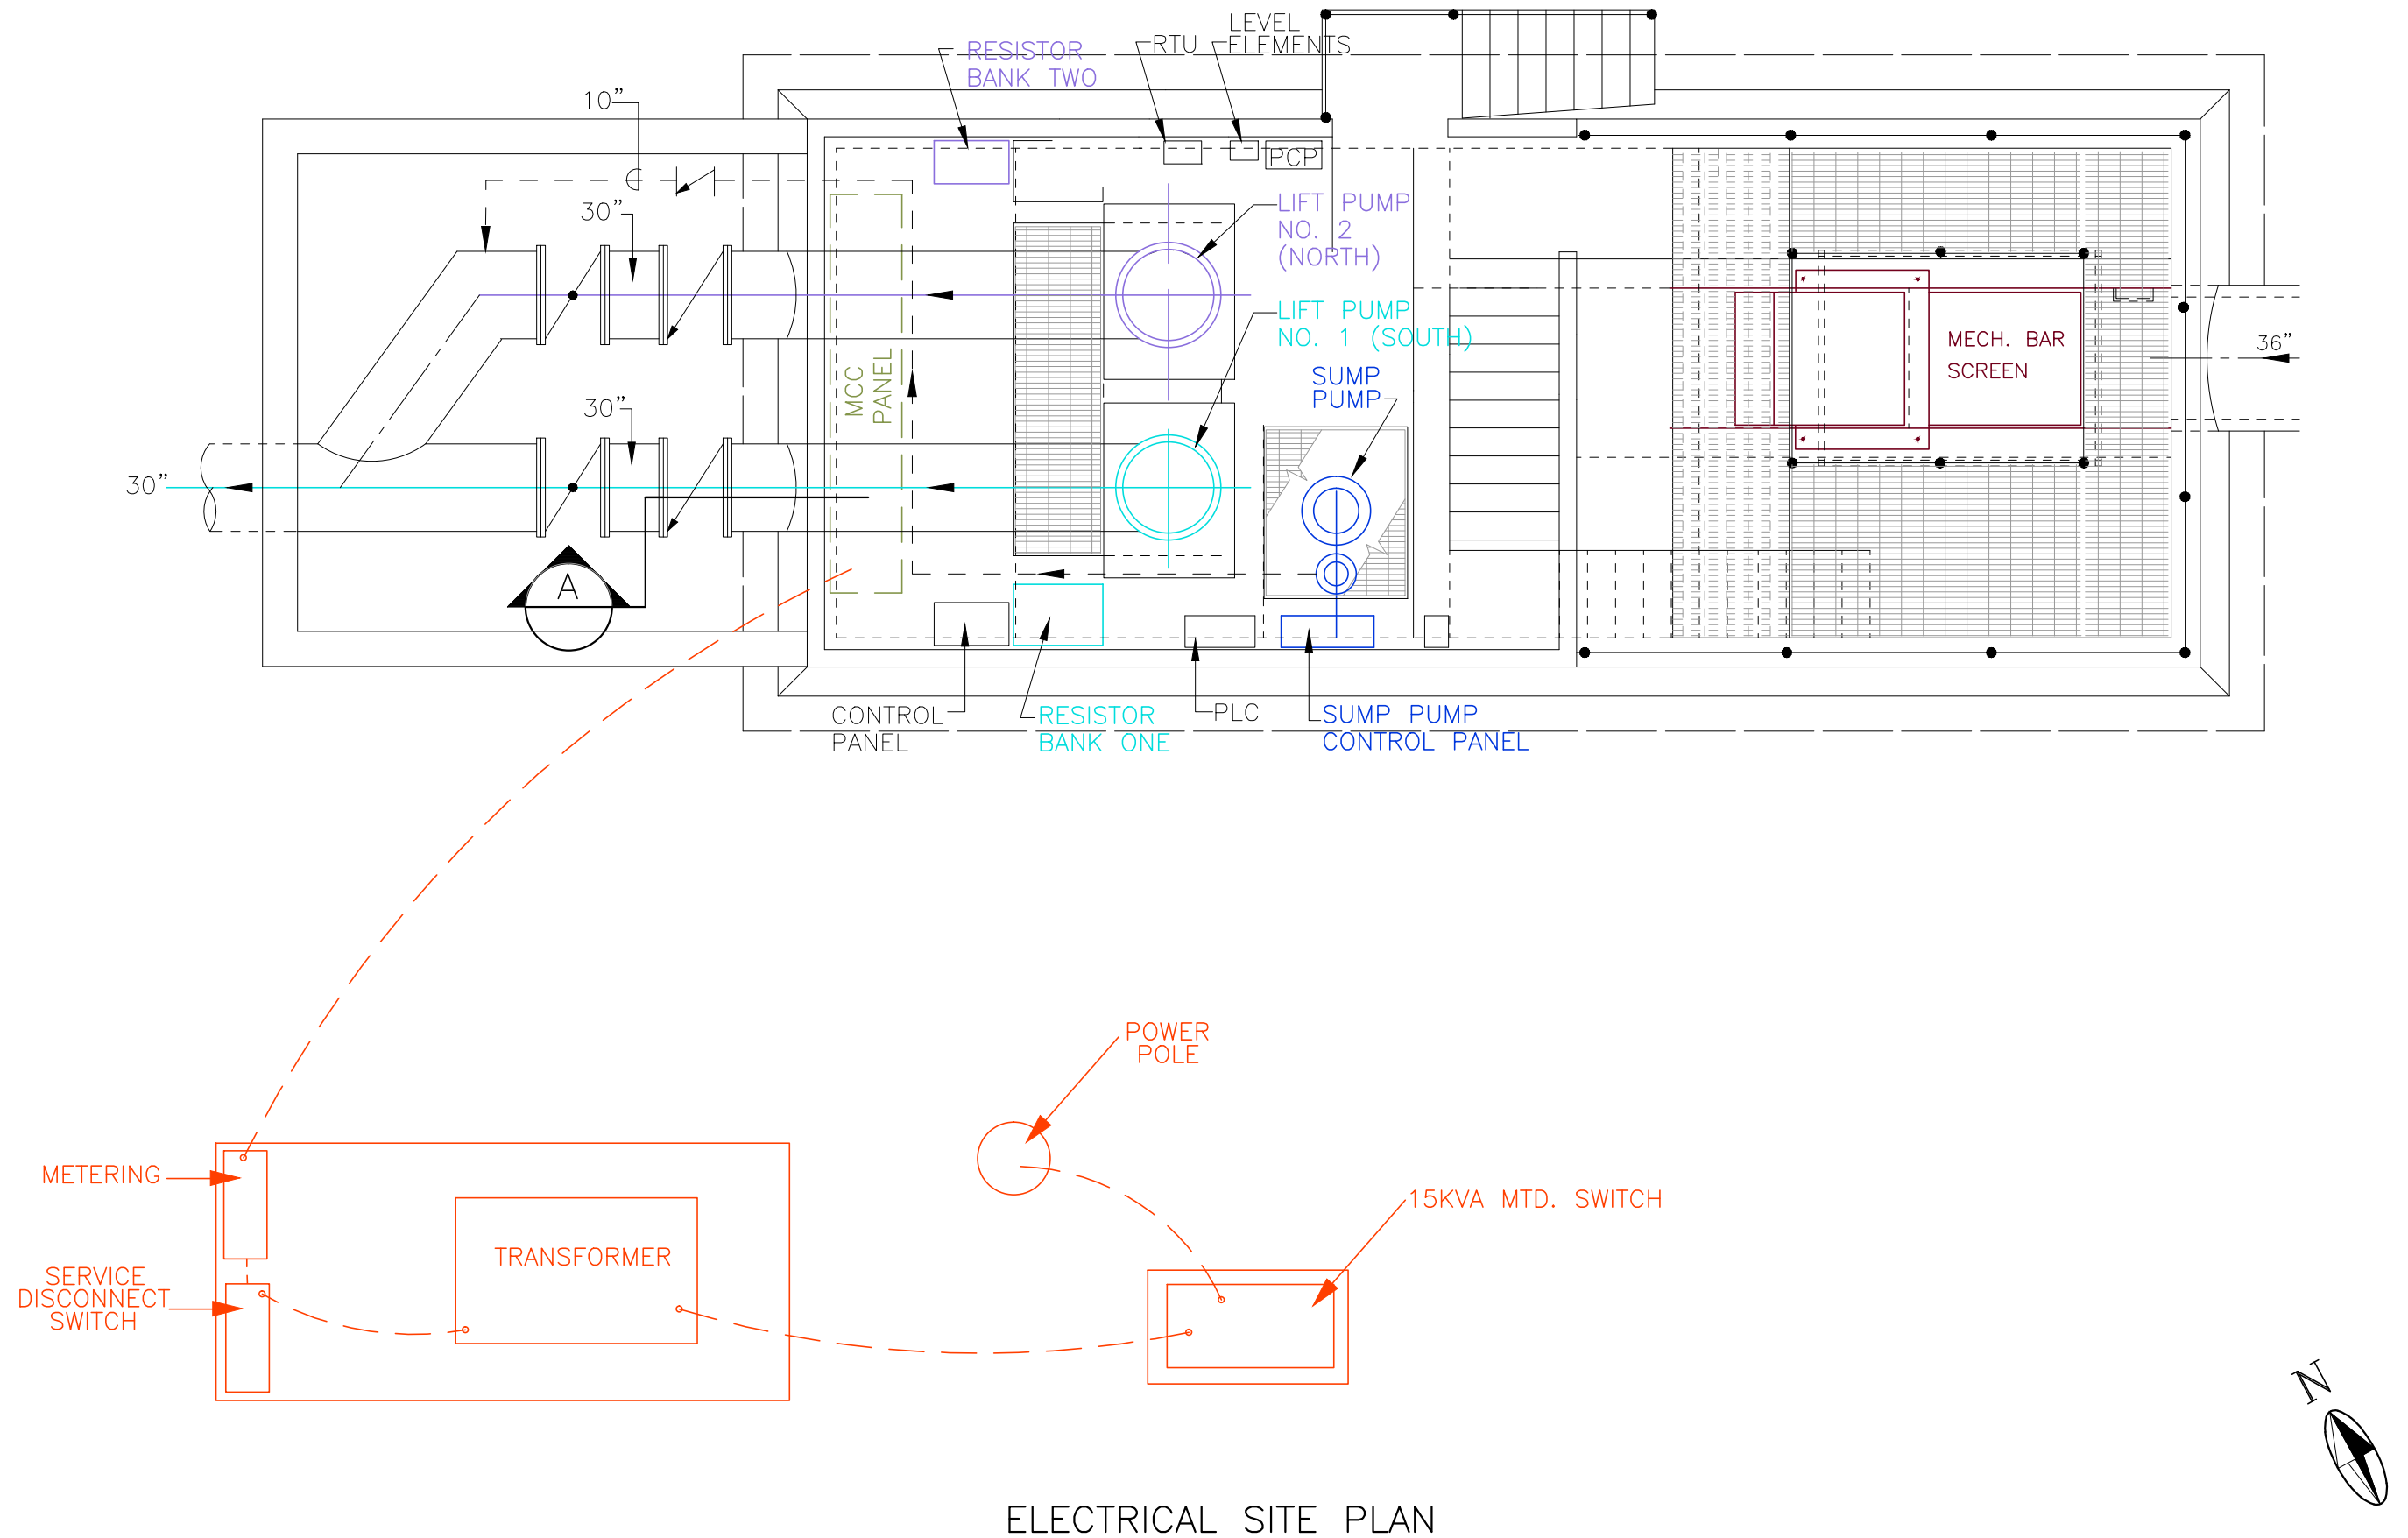 LEVEL
ELEMENTS
RTU
RESISTOR
BANK TWO
10"
PCP
30"
LIFT PUMP
NO. 2
(NORTH)
LIFT PUMP
NO. 1 (SOUTH)
MECH. BAR
SCREEN
36"
MCC
PANEL
SUMP
PUMP
30"
30"
A
CONTROL
PANEL
RESISTOR
BANK ONE
PLC
SUMP PUMP
CONTROL PANEL
POWER
POLE
METERING
15KVA MTD. SWITCH
TRANSFORMER
SERVICE
DISCONNECT
SWITCH
N
ELECTRICAL SITE PLAN